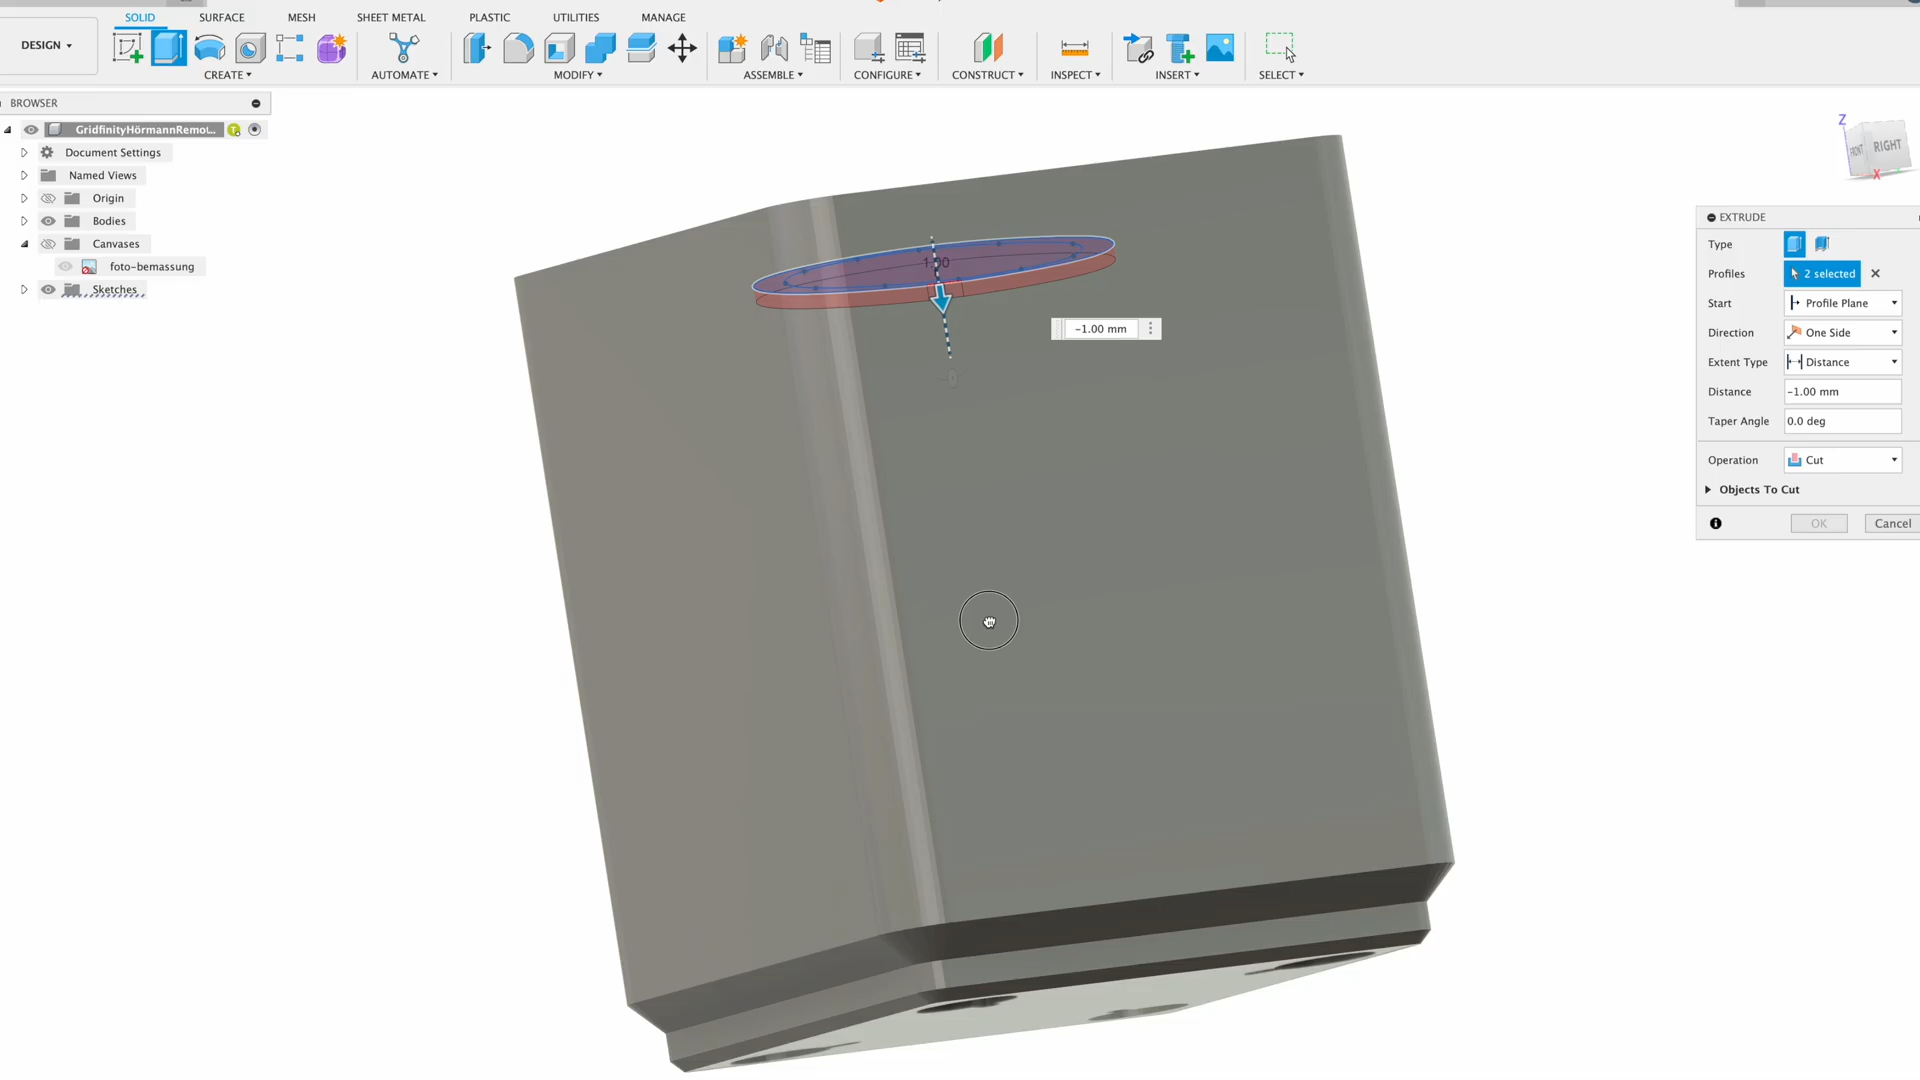 SOLID SURFACE MESH SHEET METAL PLASTIC UTILITIES MANAGE
DESIGN
CREATE AUTOMATE MODIFY ASSEMBLE CONFIGURE CONSTRUCT INSPECT INSERT SELECT
BROWSER
GridfinityHörmannRemot...
Document Settings
Named Views
Origin
Bodies
Canvases
foto-bemassung
Sketches
1.00
-1.00 mm
Z
FRONT RIGHT
X
EXTRUDE
Type
Profiles 2 selected
Start Profile Plane
Direction One Side
Extent Type Distance
Distance -1.00 mm
Taper Angle 0.0 deg
Operation Cut
Objects To Cut
OK Cancel